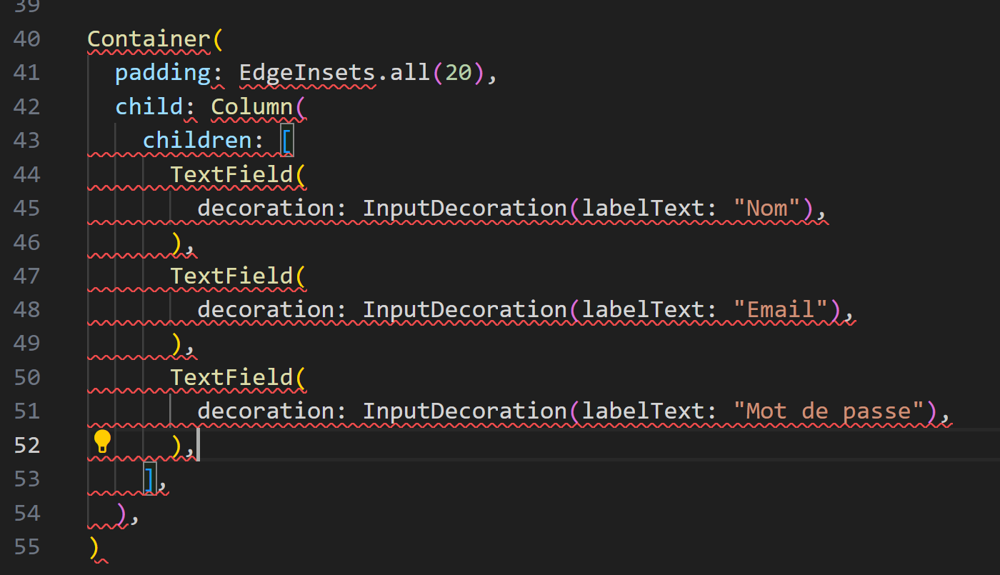 39
40 Container(
41   padding: EdgeInsets.all(20),
42   child: Column(
43     children: [
44       TextField(
45         decoration: InputDecoration(labelText: "Nom"),
46       ),
47       TextField(
48         decoration: InputDecoration(labelText: "Email"),
49       ),
50       TextField(
51         decoration: InputDecoration(labelText: "Mot de passe"),
52       ),
53     ],
54   ),
55 )